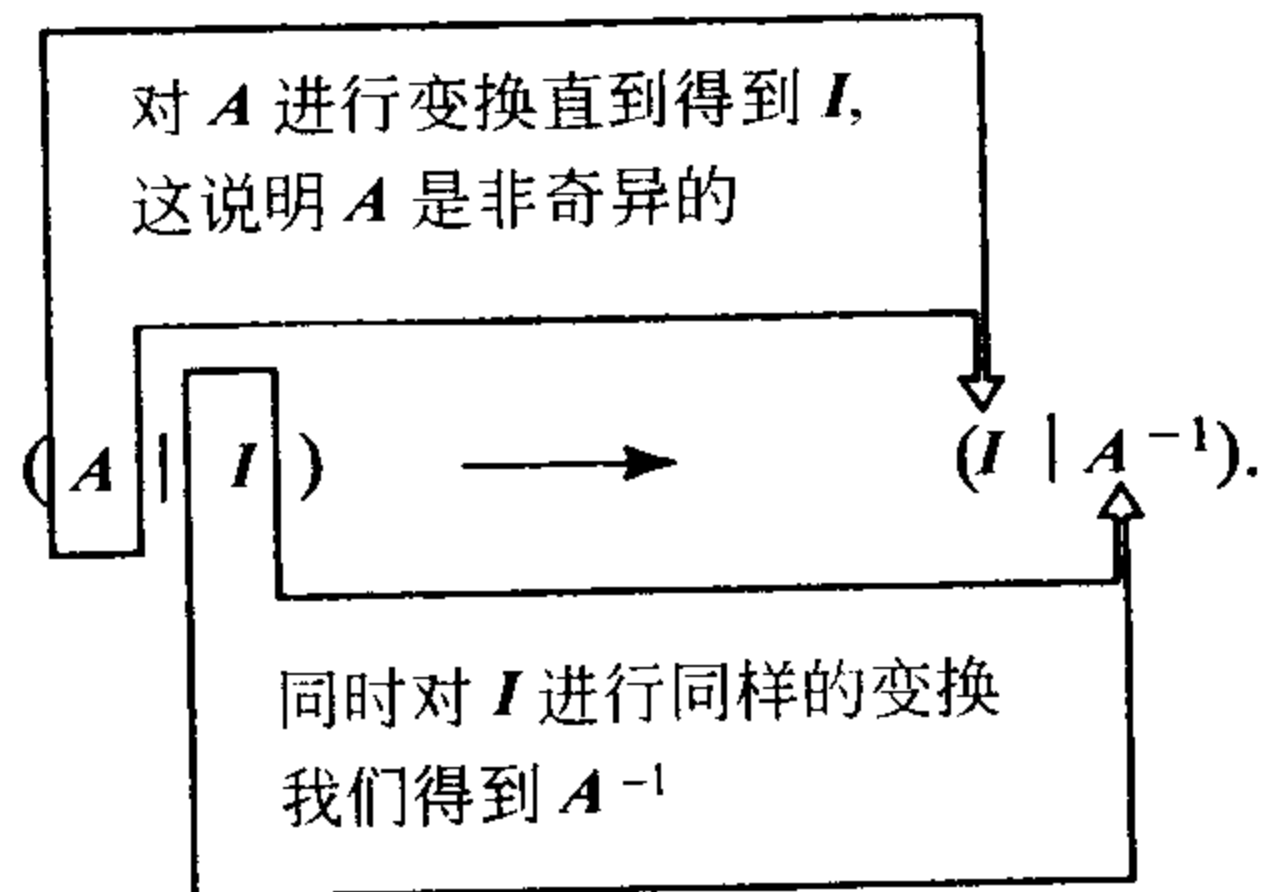 对 A 进行变换直到得到 I,
这说明 A 是非奇异的
( A | I ) ⟶ (I | A⁻¹).
同时对 I 进行同样的变换
我们得到 A⁻¹